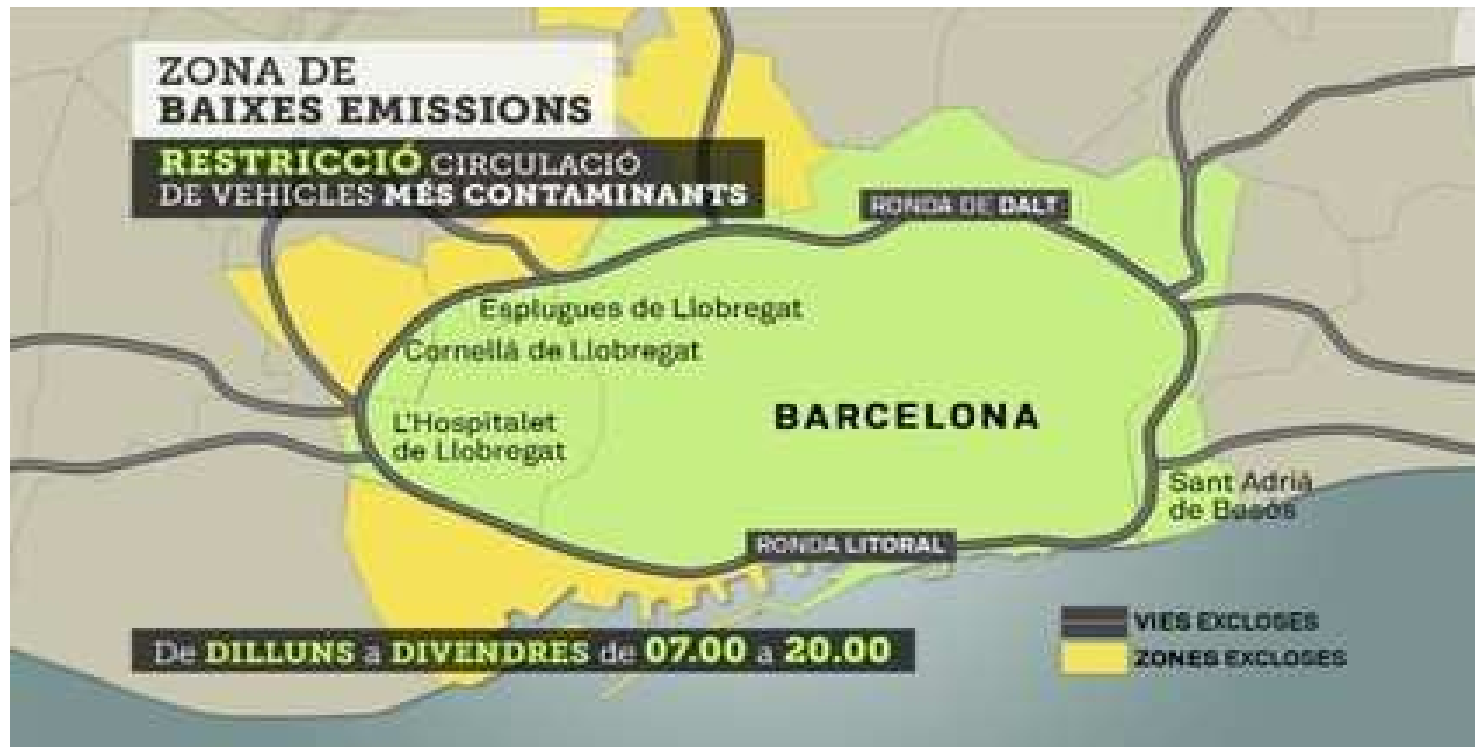 ZONA DE
BAIXES EMISSIONS
RESTRICCIÓ CIRCULACIÓ
DE VEHICLES MÉS CONTAMINANTS
RONDA DE DALT
Esplugues de Llobregat
Cornellà de Llobregat
BARCELONA
L'Hospitalet
de Llobregat
Sant Adrià
de Besòs
RONDA LITORAL
VIES EXCLOSES
ZONES EXCLOSES
De DILLUNS a DIVENDRES de 07.00 a 20.00